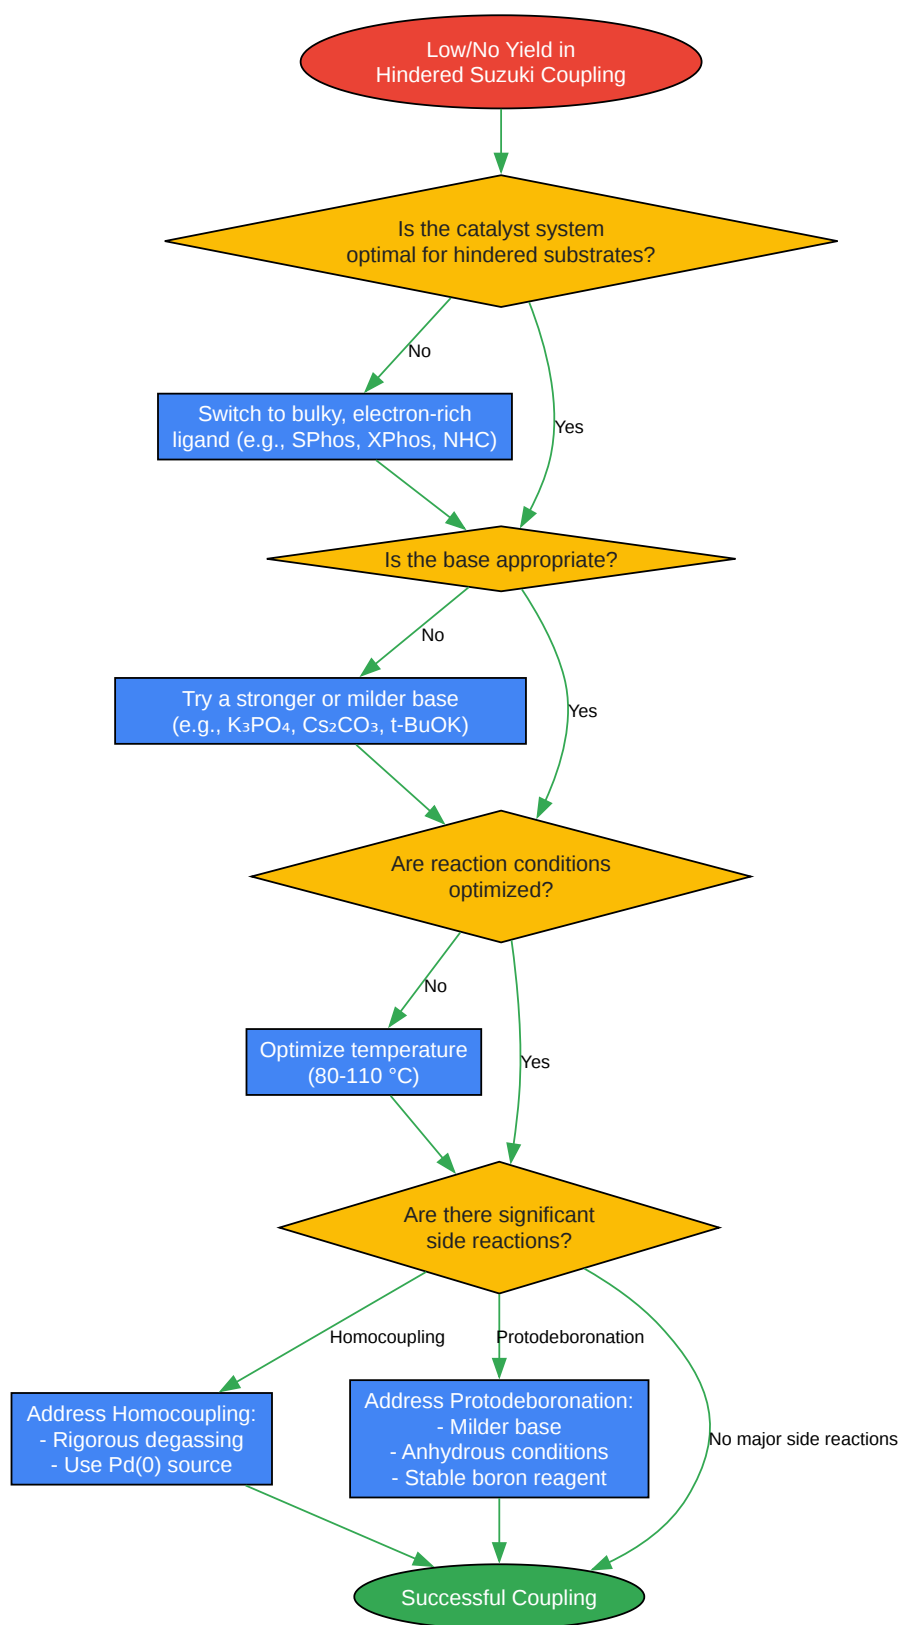 Low/No Yield in
Hindered Suzuki Coupling
Is the catalyst system
optimal for hindered substrates?
No
Switch to bulky, electron-rich
ligand (e.g., SPhos, XPhos, NHC)
Yes
Is the base appropriate?
No
Try a stronger or milder base
(e.g., K₃PO₄, Cs₂CO₃, t-BuOK)
Yes
Are reaction conditions
optimized?
No
Optimize temperature
(80-110 °C)
Yes
Are there significant
side reactions?
Homocoupling
Protodeboronation
Address Homocoupling:
- Rigorous degassing
- Use Pd(0) source
Address Protodeboronation:
- Milder base
- Anhydrous conditions
- Stable boron reagent
No major side reactions
Successful Coupling